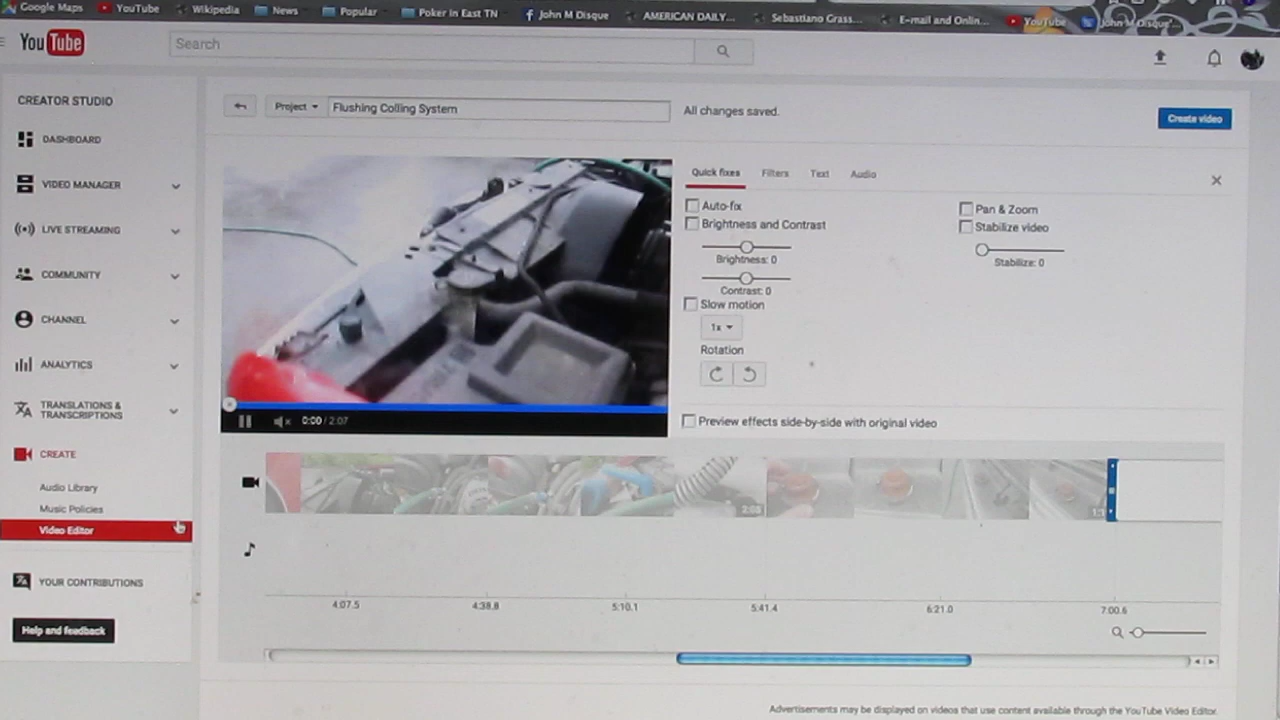 Google Maps YouTube Wikipedia News Popular Poker in East TN John M Disque AMERICAN DAILY... Sebastiano Grass... E-mail and Onlin... YouTube John M Disque'...
YouTube
Search
CREATOR STUDIO
DASHBOARD
VIDEO MANAGER
LIVE STREAMING
COMMUNITY
CHANNEL
ANALYTICS
TRANSLATIONS &
TRANSCRIPTIONS
CREATE
Audio Library
Music Policies
Video Editor
YOUR CONTRIBUTIONS
Help and feedback
Project
Flushing Colling System
All changes saved.
Create video
0:00 / 2:07
Quick fixes Filters Text Audio
Auto-fix
Brightness and Contrast
Brightness: 0
Contrast: 0
Slow motion
1x
Rotation
Pan & Zoom
Stabilize video
Stabilize: 0
Preview effects side-by-side with original video
4:07.5 4:38.8 5:10.1 5:41.4 6:21.0 7:00.6
Advertisements may be displayed on videos that use content available through the YouTube Video Editor.